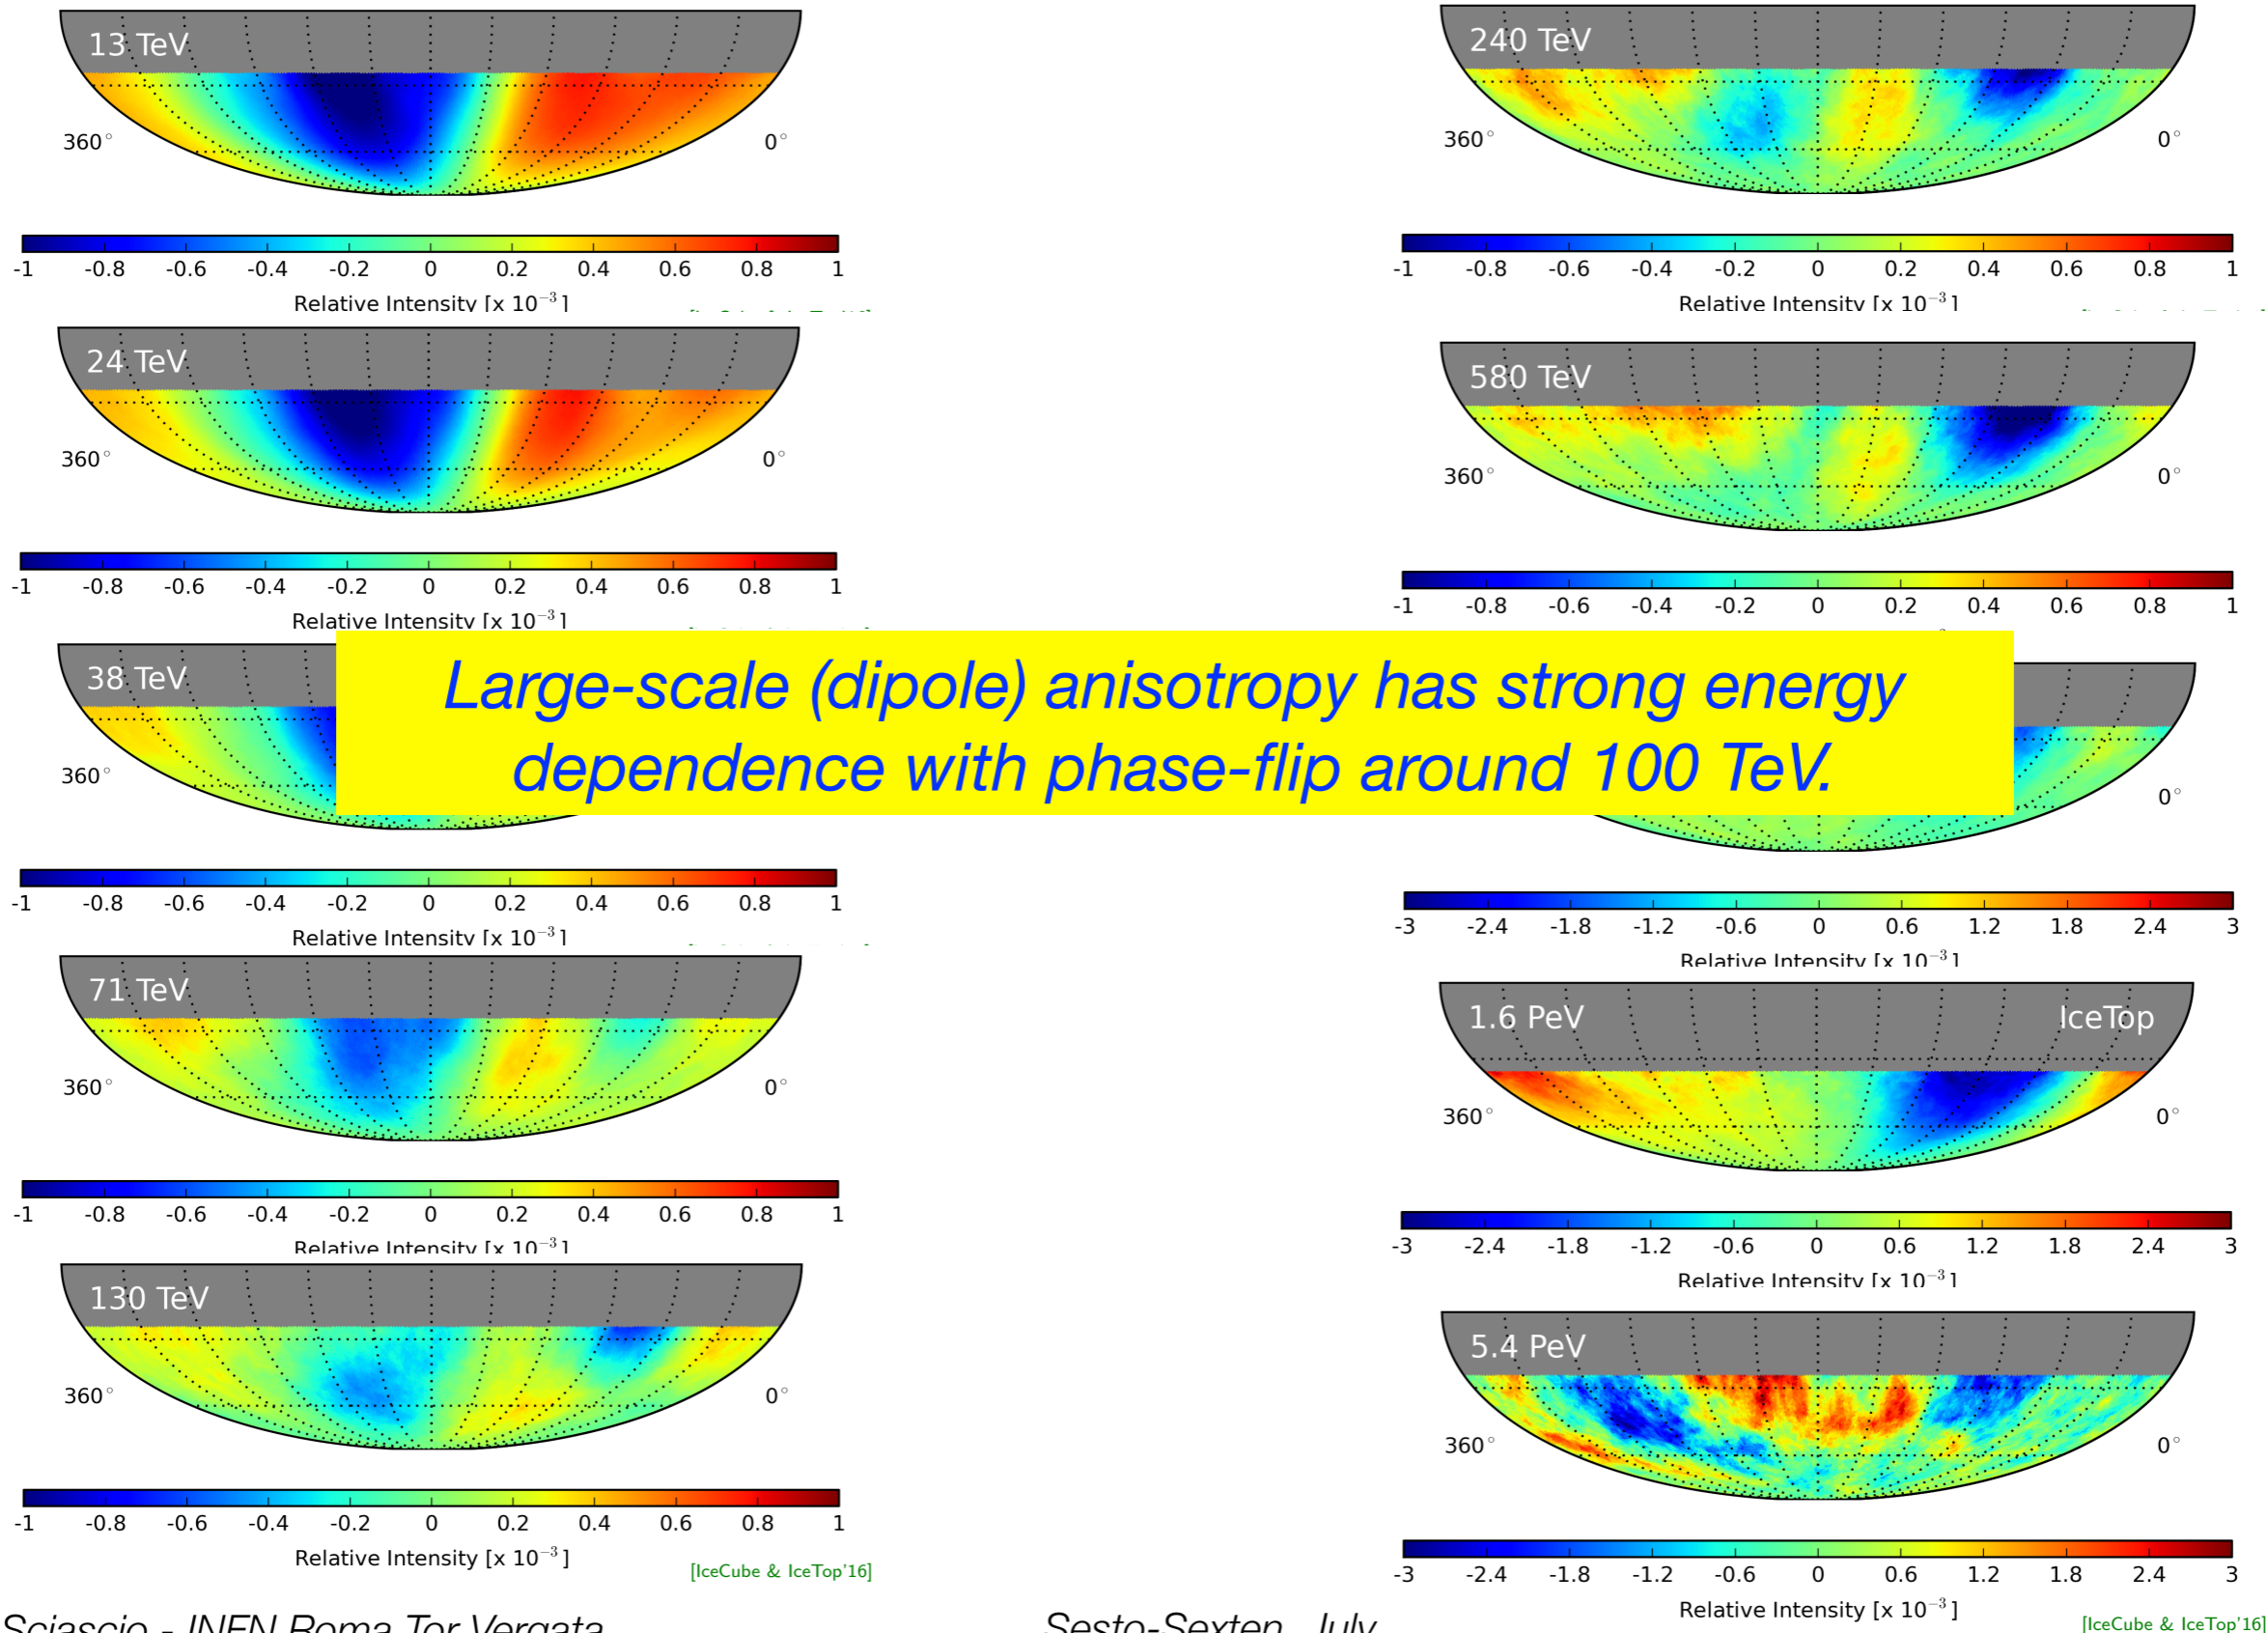 13 TeV
360°
0°
-1 -0.8 -0.6 -0.4 -0.2 0 0.2 0.4 0.6 0.8 1
Relative Intensity [x 10⁻³]
24 TeV
360°
0°
-1 -0.8 -0.6 -0.4 -0.2 0 0.2 0.4 0.6 0.8 1
Relative Intensity [x 10⁻³]
38 TeV
360°
-1 -0.8 -0.6 -0.4 -0.2 0 0.2 0.4 0.6 0.8 1
Relative Intensity [x 10⁻³]
71 TeV
360°
0°
-1 -0.8 -0.6 -0.4 -0.2 0 0.2 0.4 0.6 0.8 1
Relative Intensity [x 10⁻³]
130 TeV
360°
0°
-1 -0.8 -0.6 -0.4 -0.2 0 0.2 0.4 0.6 0.8 1
Relative Intensity [x 10⁻³]
[IceCube & IceTop'16]
Large-scale (dipole) anisotropy has strong energy
dependence with phase-flip around 100 TeV.
240 TeV
360°
0°
-1 -0.8 -0.6 -0.4 -0.2 0 0.2 0.4 0.6 0.8 1
Relative Intensity [x 10⁻³]
580 TeV
360°
0°
-1 -0.8 -0.6 -0.4 -0.2 0 0.2 0.4 0.6 0.8 1
0°
-3 -2.4 -1.8 -1.2 -0.6 0 0.6 1.2 1.8 2.4 3
Relative Intensity [x 10⁻³]
1.6 PeV IceTop
360°
0°
-3 -2.4 -1.8 -1.2 -0.6 0 0.6 1.2 1.8 2.4 3
Relative Intensity [x 10⁻³]
5.4 PeV
360°
0°
-3 -2.4 -1.8 -1.2 -0.6 0 0.6 1.2 1.8 2.4 3
Relative Intensity [x 10⁻³]
[IceCube & IceTop'16]
Sciascio - INFN Roma Tor Vergata
Sesto-Sexten, July